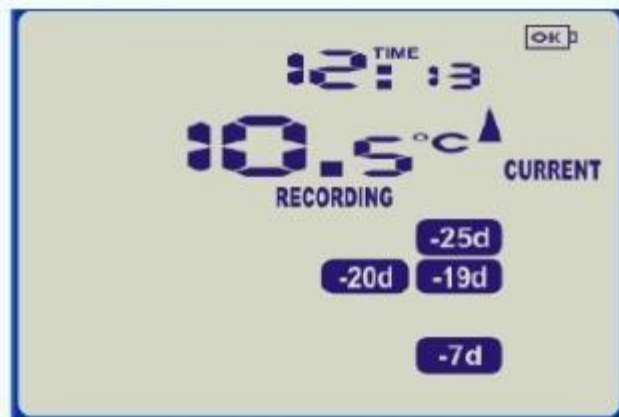 OK
TIME
12:13
10.5°C
CURRENT
RECORDING
-25d
-20d -19d
-7d